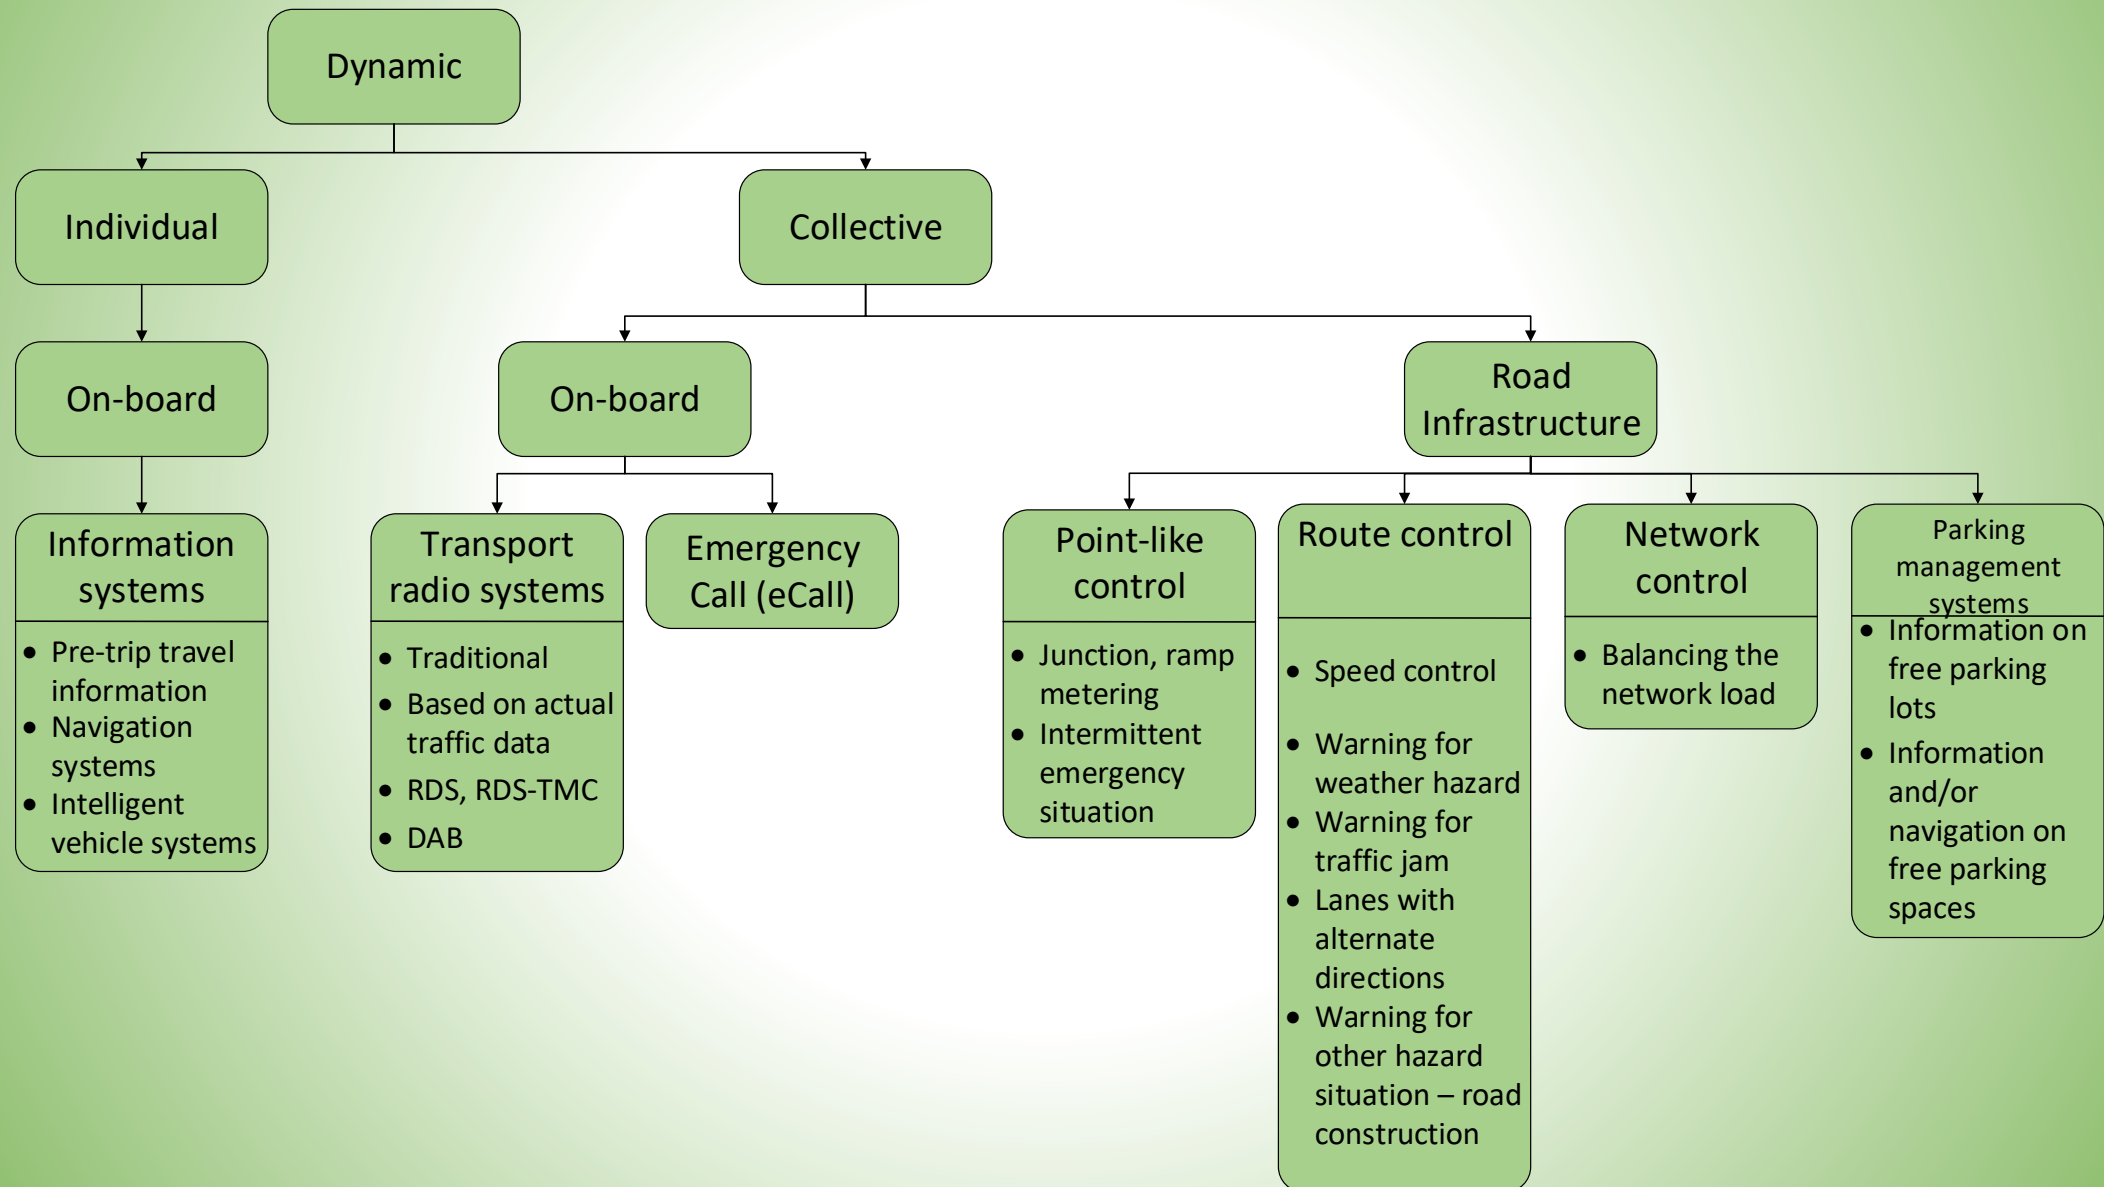 Dynamic
Individual
Collective
On-board
On-board
Road
Infrastructure
Information
systems
• Pre-trip travel
information
• Navigation
systems
• Intelligent
vehicle systems
Transport
radio systems
• Traditional
• Based on actual
traffic data
• RDS, RDS-TMC
• DAB
Emergency
Call (eCall)
Point-like
control
• Junction, ramp
metering
• Intermittent
emergency
situation
Route control
• Speed control
• Warning for
weather hazard
• Warning for
traffic jam
• Lanes with
alternate
directions
• Warning for
other hazard
situation – road
construction
Network
control
• Balancing the
network load
Parking
management
systems
• Information on
free parking
lots
• Information
and/or
navigation on
free parking
spaces